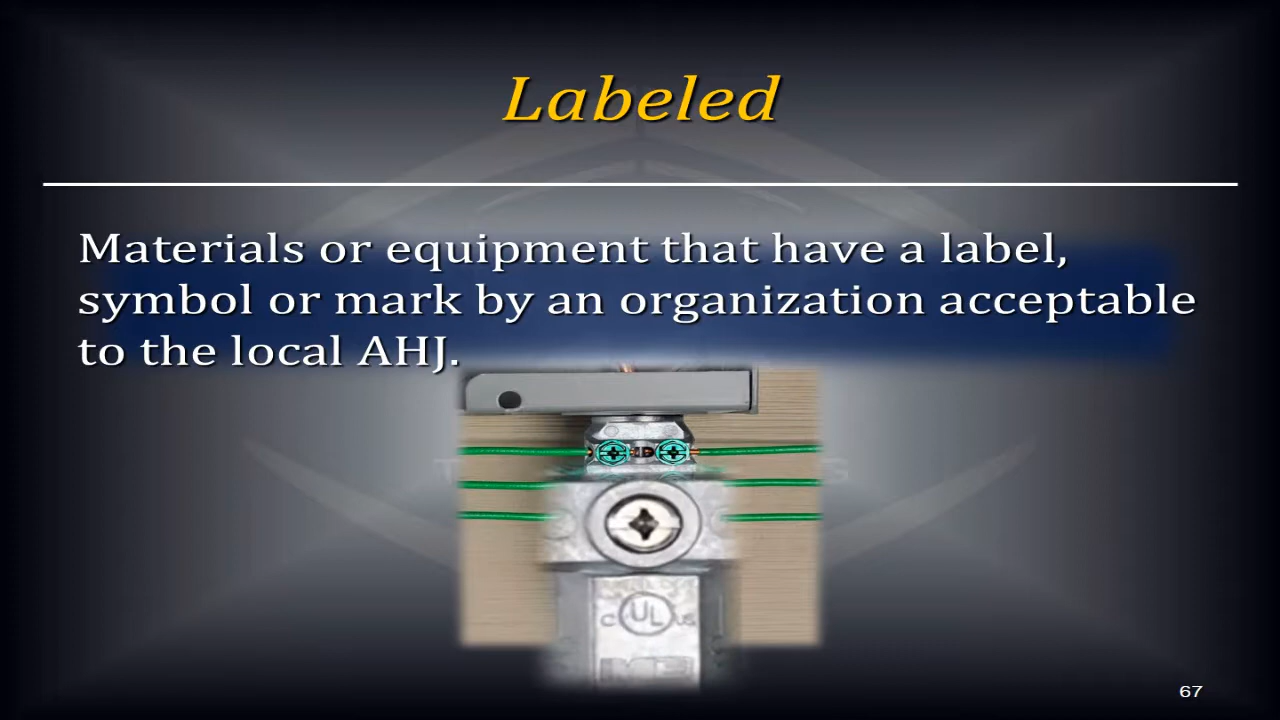 Labeled
Materials or equipment that have a label,
symbol or mark by an organization acceptable
to the local AHJ.
C UL US
67